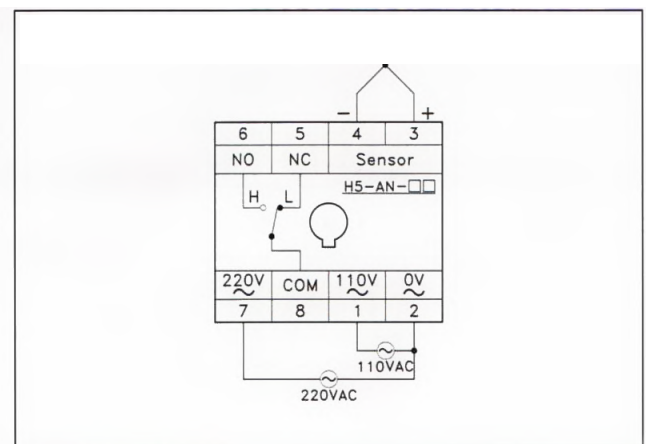 − +
6 5 4 3
NO NC Sensor
H5-AN-□□
H L
220V COM 110V 0V
7 8 1 2
110VAC
220VAC